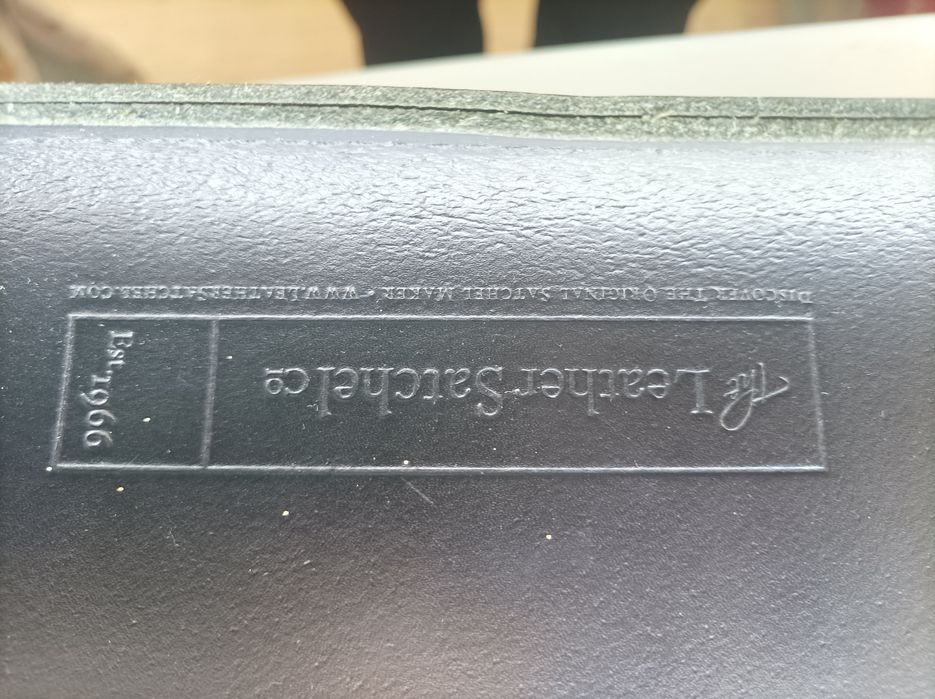 The Leather Satchel Co
Est. 1966
Discover The Original Satchel Maker • www.LeatherSatchel.com